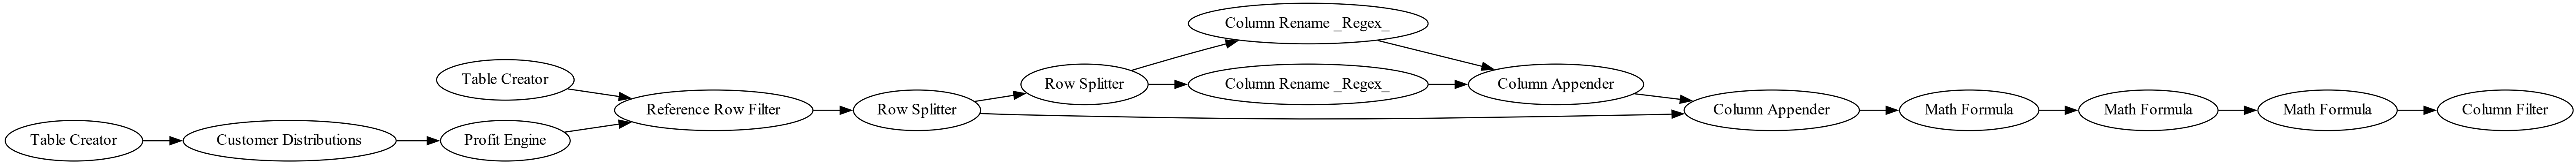 Column Rename _Regex_
Table Creator
Row Splitter
Column Rename _Regex_
Column Appender
Reference Row Filter
Row Splitter
Column Appender
Math Formula
Math Formula
Math Formula
Column Filter
Table Creator
Customer Distributions
Profit Engine